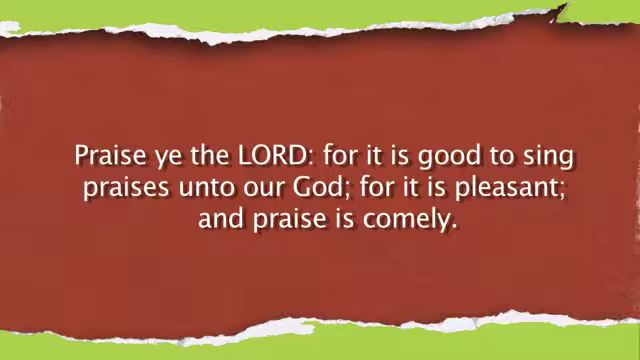 Praise ye the LORD: for it is good to sing
praises unto our God; for it is pleasant;
and praise is comely.